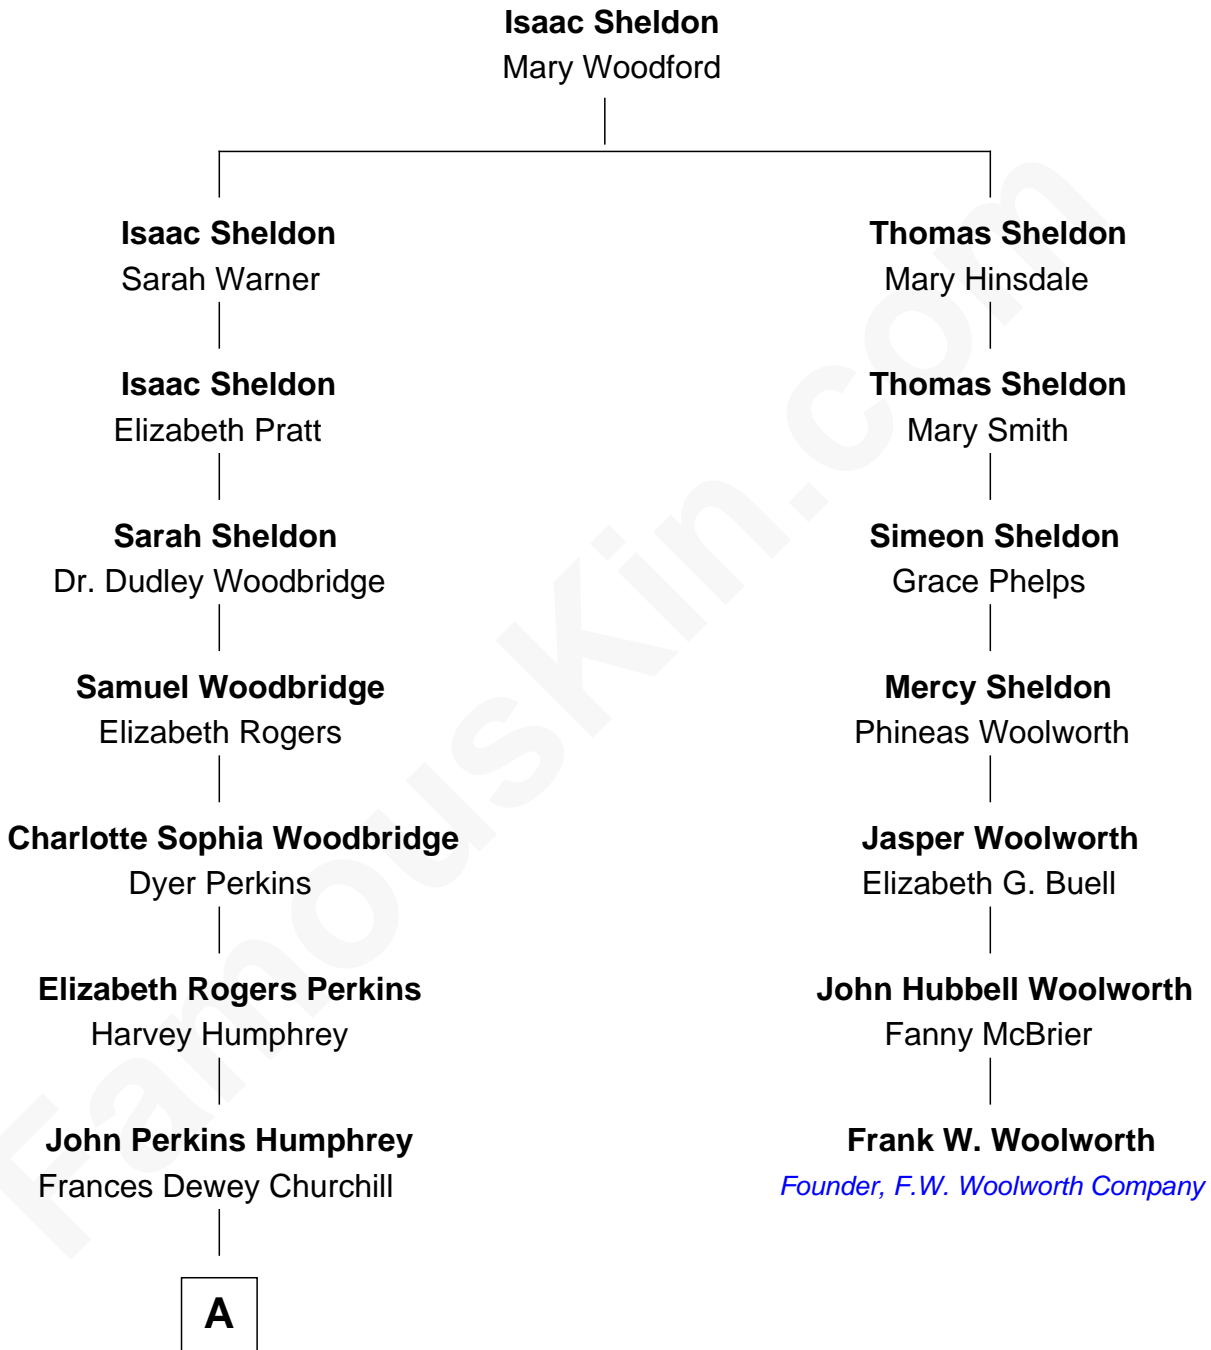 Isaac Sheldon
Mary Woodford
Isaac Sheldon
Sarah Warner
Thomas Sheldon
Mary Hinsdale
Isaac Sheldon
Elizabeth Pratt
Thomas Sheldon
Mary Smith
Sarah Sheldon
Dr. Dudley Woodbridge
Simeon Sheldon
Grace Phelps
Samuel Woodbridge
Elizabeth Rogers
Mercy Sheldon
Phineas Woolworth
Charlotte Sophia Woodbridge
Dyer Perkins
Jasper Woolworth
Elizabeth G. Buell
Elizabeth Rogers Perkins
Harvey Humphrey
John Hubbell Woolworth
Fanny McBrier
John Perkins Humphrey
Frances Dewey Churchill
Frank W. Woolworth
Founder, F.W. Woolworth Company
A
FamousKin.com